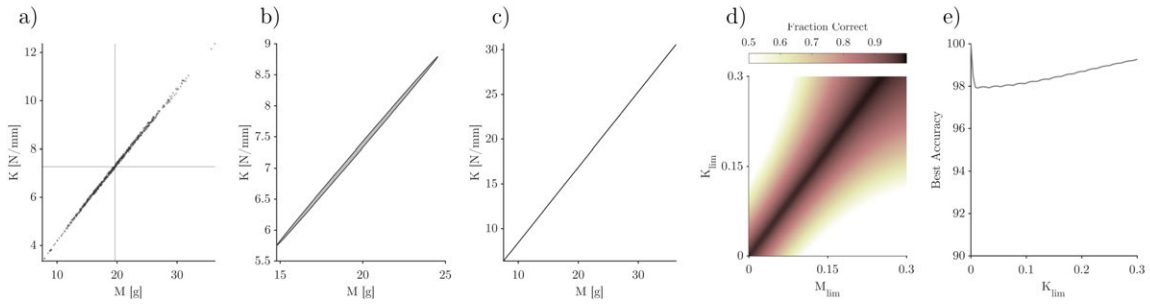 a)
12
10
8
6
4
K [N/mm]
10
20
30
M [g]
b)
9
8.5
8
7.5
7
6.5
6
5.5
K [N/mm]
15
20
25
M [g]
c)
30
25
20
15
10
K [N/mm]
10
20
30
M [g]
d)
Fraction Correct
0.5 0.6 0.7 0.8 0.9
0.3
0.15
0
K_lim
0
0.15
0.3
M_lim
e)
100
98
96
94
92
90
Best Accuracy
0
0.1
0.2
0.3
K_lim